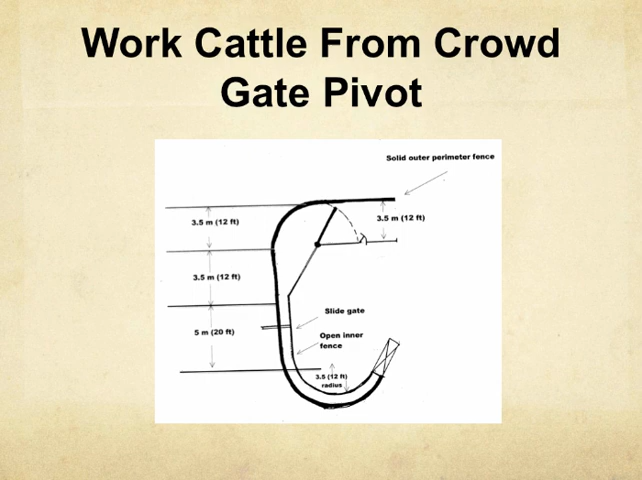 Work Cattle From Crowd
Gate Pivot
Solid outer perimeter fence
3.5 m (12 ft)
3.5 m (12 ft)
3.5 m (12 ft)
Slide gate
5 m (20 ft)
Open inner
fence
3.5 (12 ft)
radius